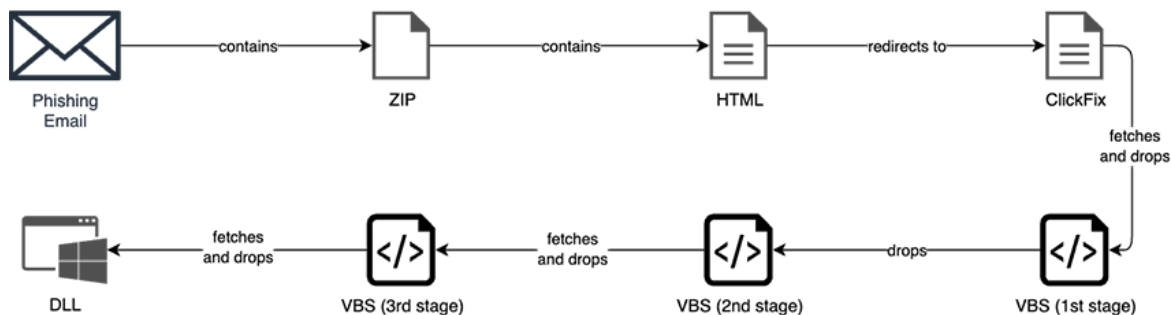 contains
contains
redirects to
Phishing
Email
ZIP
HTML
ClickFix
fetches
and drops
fetches
and drops
fetches
and drops
drops
DLL
VBS (3rd stage)
VBS (2nd stage)
VBS (1st stage)
</>
</>
</>